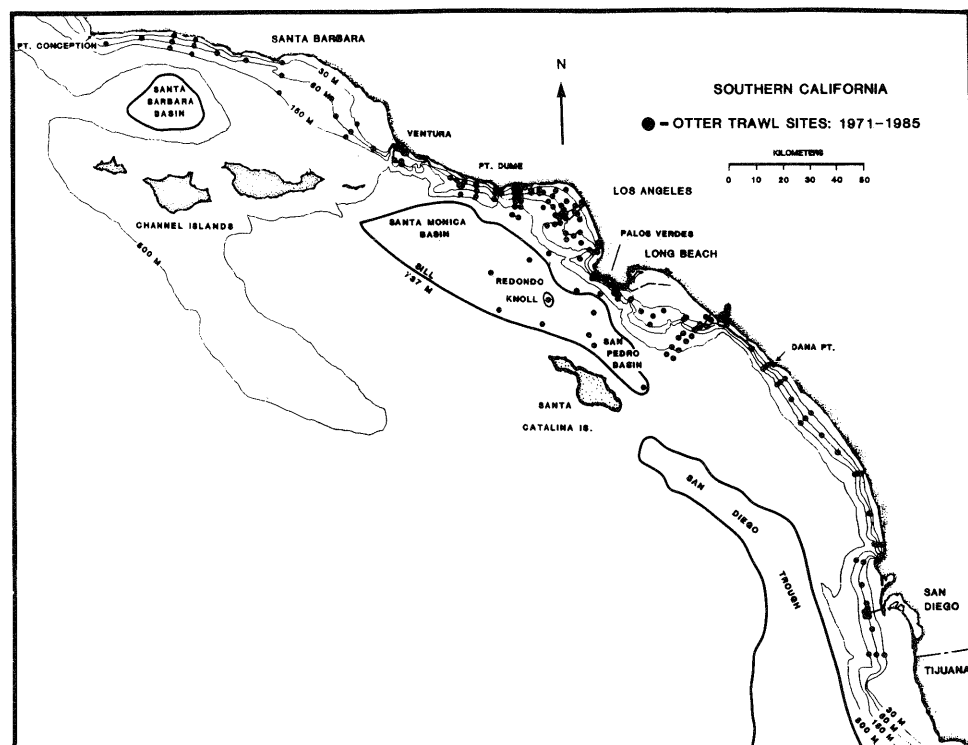 PT. CONCEPTION
SANTA BARBARA
30 M
60 M
150 M
SANTA
BARBARA
BASIN
VENTURA
N
SOUTHERN CALIFORNIA
● – OTTER TRAWL SITES: 1971–1985
KILOMETERS
0 10 20 30 40 50
PT. DUME
LOS ANGELES
PALOS VERDES
LONG BEACH
CHANNEL ISLANDS
500 M
SANTA MONICA
BASIN
SILL
737 M
REDONDO
KNOLL
SAN
PEDRO
BASIN
DANA PT.
SANTA
CATALINA IS.
SAN
DIEGO
TROUGH
SAN
DIEGO
TIJUANA
30 M
60 M
150 M
500 M